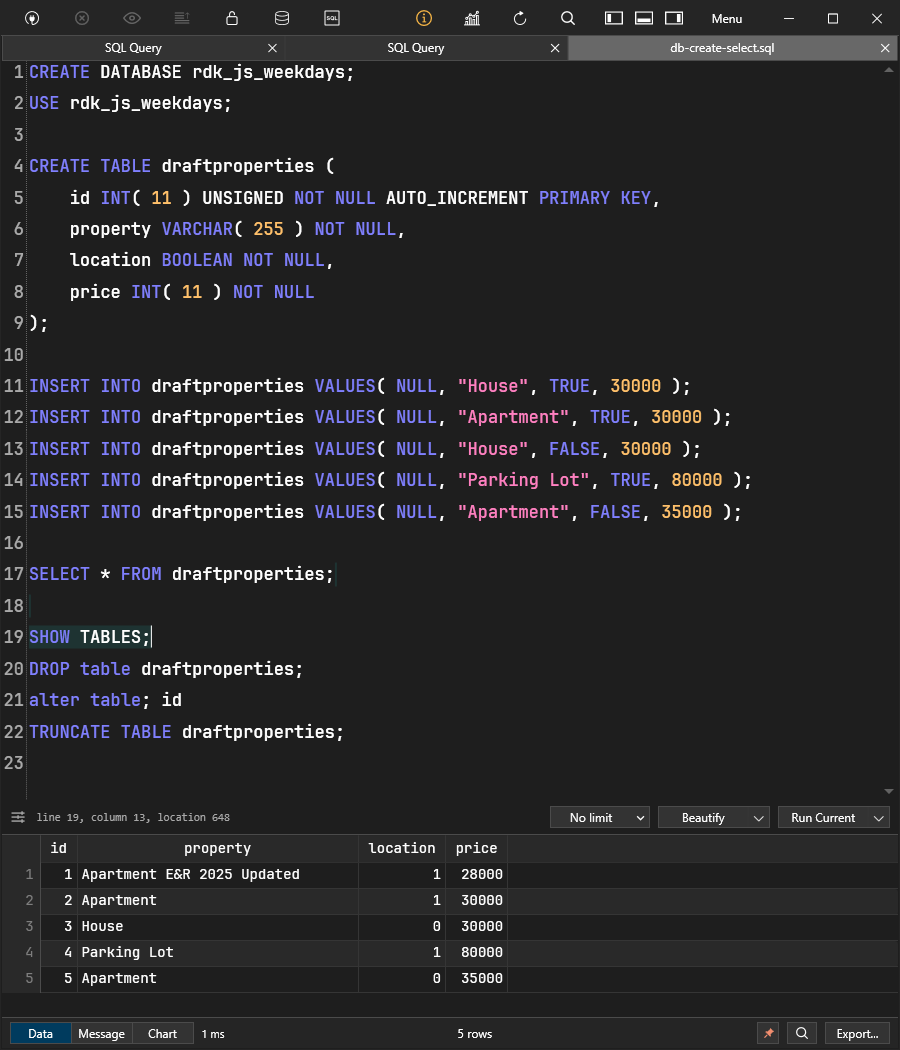 SQL
Menu
SQL Query
SQL Query
db-create-select.sql
1 CREATE DATABASE rdk_js_weekdays;
2 USE rdk_js_weekdays;
3
4 CREATE TABLE draftproperties (
5 id INT( 11 ) UNSIGNED NOT NULL AUTO_INCREMENT PRIMARY KEY,
6 property VARCHAR( 255 ) NOT NULL,
7 location BOOLEAN NOT NULL,
8 price INT( 11 ) NOT NULL
9 );
10
11 INSERT INTO draftproperties VALUES( NULL, "House", TRUE, 30000 );
12 INSERT INTO draftproperties VALUES( NULL, "Apartment", TRUE, 30000 );
13 INSERT INTO draftproperties VALUES( NULL, "House", FALSE, 30000 );
14 INSERT INTO draftproperties VALUES( NULL, "Parking Lot", TRUE, 80000 );
15 INSERT INTO draftproperties VALUES( NULL, "Apartment", FALSE, 35000 );
16
17 SELECT * FROM draftproperties;
18
19 SHOW TABLES;
20 DROP table draftproperties;
21 alter table; id
22 TRUNCATE TABLE draftproperties;
23
line 19, column 13, location 648
No limit
Beautify
Run Current
id property location price
1 1 Apartment E&R 2025 Updated 1 28000
2 2 Apartment 1 30000
3 3 House 0 30000
4 4 Parking Lot 1 80000
5 5 Apartment 0 35000
Data Message Chart 1 ms 5 rows Export...